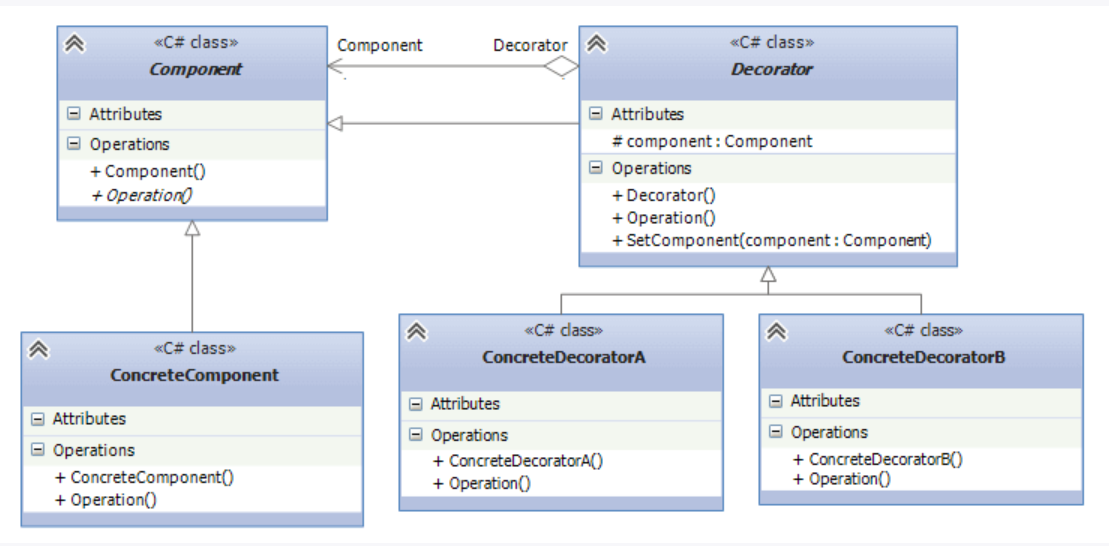 «C# class»
Component
Attributes
Operations
+ Component()
+ Operation()
Component
Decorator
«C# class»
Decorator
Attributes
# component : Component
Operations
+ Decorator()
+ Operation()
+ SetComponent(component : Component)
«C# class»
ConcreteComponent
Attributes
Operations
+ ConcreteComponent()
+ Operation()
«C# class»
ConcreteDecoratorA
Attributes
Operations
+ ConcreteDecoratorA()
+ Operation()
«C# class»
ConcreteDecoratorB
Attributes
Operations
+ ConcreteDecoratorB()
+ Operation()